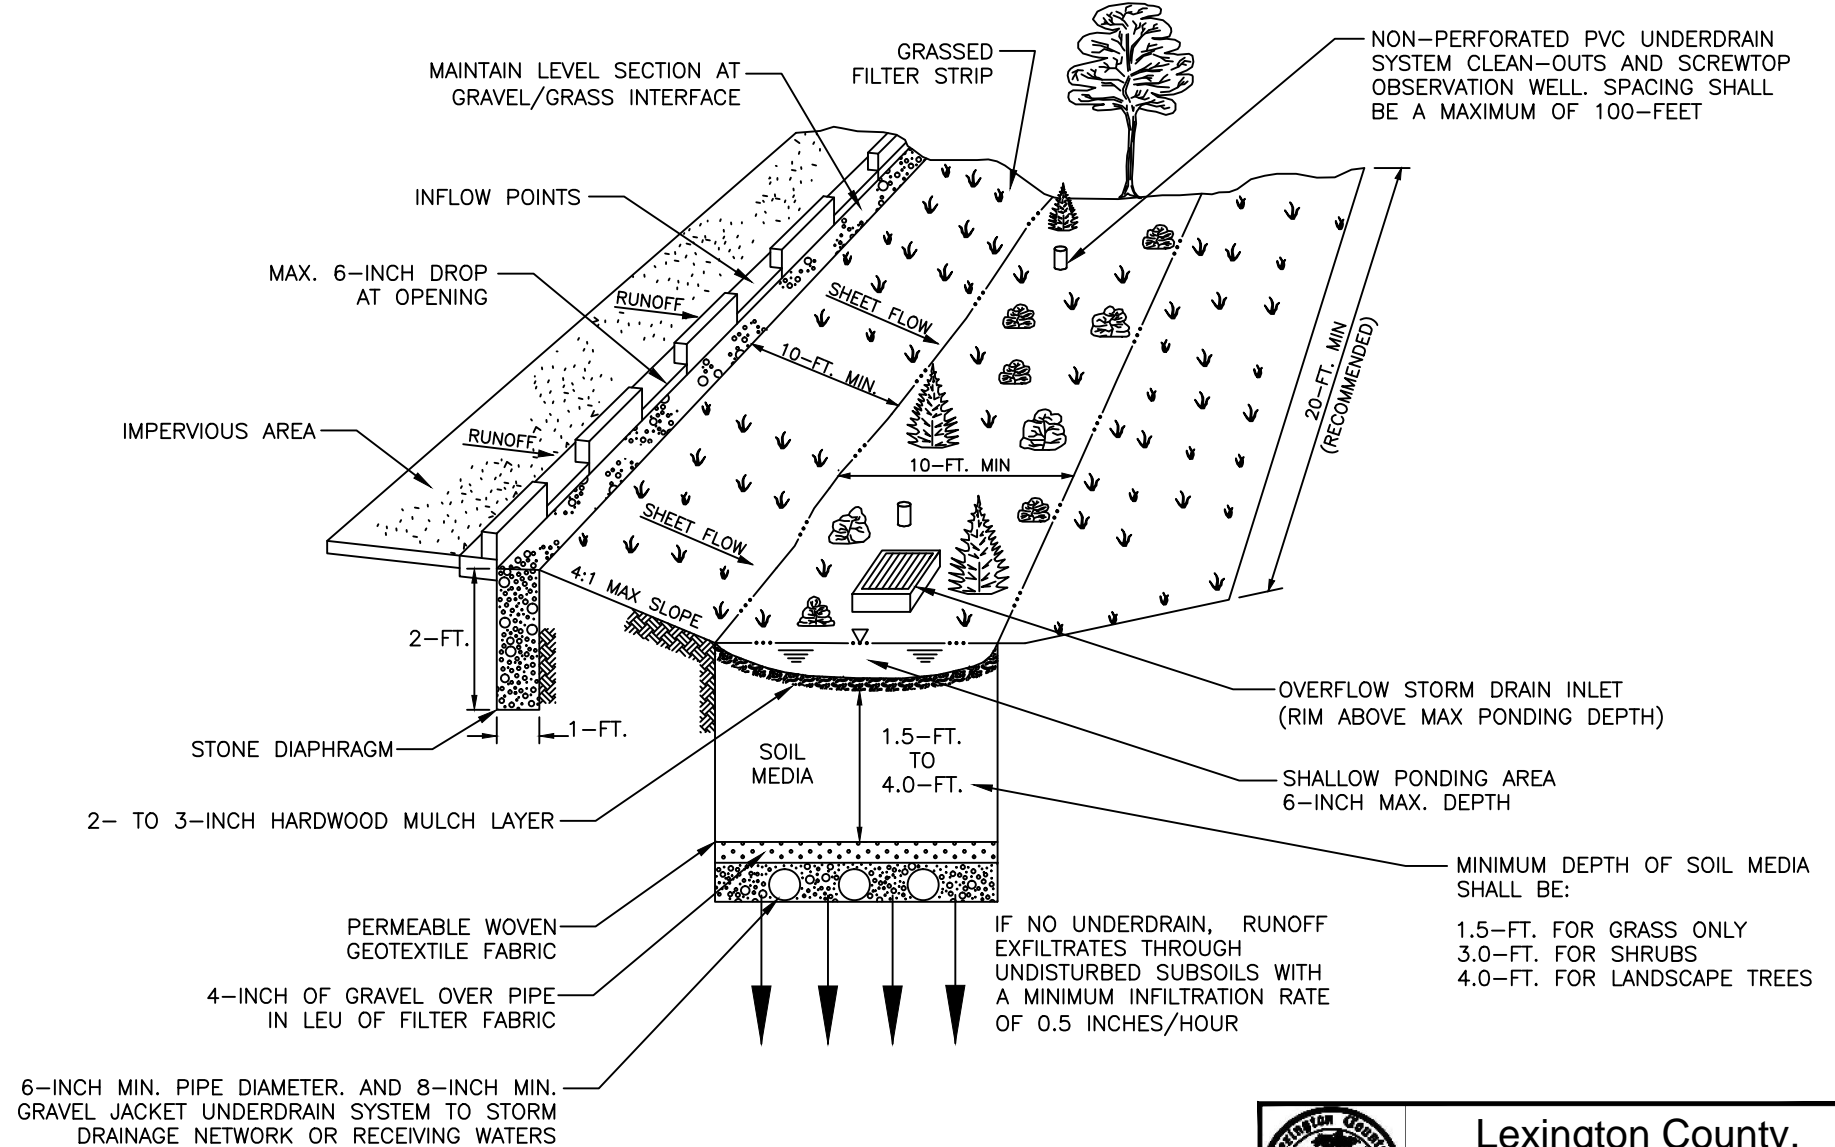 GRASSED
FILTER STRIP
NON-PERFORATED PVC UNDERDRAIN
SYSTEM CLEAN-OUTS AND SCREWTOP
OBSERVATION WELL. SPACING SHALL
BE A MAXIMUM OF 100-FEET
MAINTAIN LEVEL SECTION AT
GRAVEL/GRASS INTERFACE
INFLOW POINTS
MAX. 6-INCH DROP
AT OPENING
RUNOFF
SHEET FLOW
10-FT. MIN.
20-FT. MIN
(RECOMMENDED)
IMPERVIOUS AREA
RUNOFF
10-FT. MIN
SHEET FLOW
4:1 MAX SLOPE
2-FT.
1-FT.
STONE DIAPHRAGM
OVERFLOW STORM DRAIN INLET
(RIM ABOVE MAX PONDING DEPTH)
SOIL
MEDIA
1.5-FT.
TO
4.0-FT.
SHALLOW PONDING AREA
6-INCH MAX. DEPTH
2- TO 3-INCH HARDWOOD MULCH LAYER
MINIMUM DEPTH OF SOIL MEDIA
SHALL BE:
1.5-FT. FOR GRASS ONLY
3.0-FT. FOR SHRUBS
4.0-FT. FOR LANDSCAPE TREES
PERMEABLE WOVEN
GEOTEXTILE FABRIC
IF NO UNDERDRAIN, RUNOFF
EXFILTRATES THROUGH
UNDISTURBED SUBSOILS WITH
A MINIMUM INFILTRATION RATE
OF 0.5 INCHES/HOUR
4-INCH OF GRAVEL OVER PIPE
IN LEU OF FILTER FABRIC
6-INCH MIN. PIPE DIAMETER. AND 8-INCH MIN.
GRAVEL JACKET UNDERDRAIN SYSTEM TO STORM
DRAINAGE NETWORK OR RECEIVING WATERS
Lexington County,